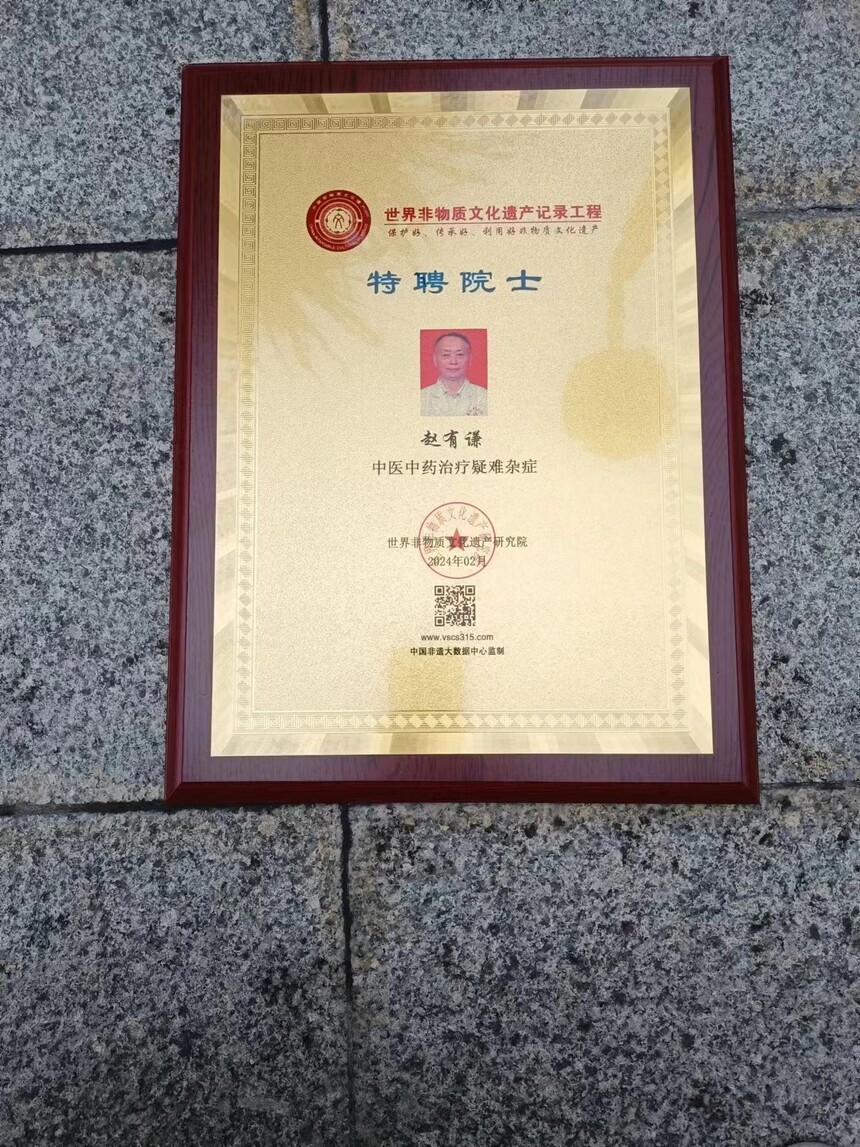 世界非物质文化遗产记录工程
保护好、传承好、利用好非物质文化遗产
特聘院士
赵有谦
中医中药治疗疑难杂症
世界非物质文化遗产研究院
2024年02月
www.vscs315.com
中国非遗大数据中心监制